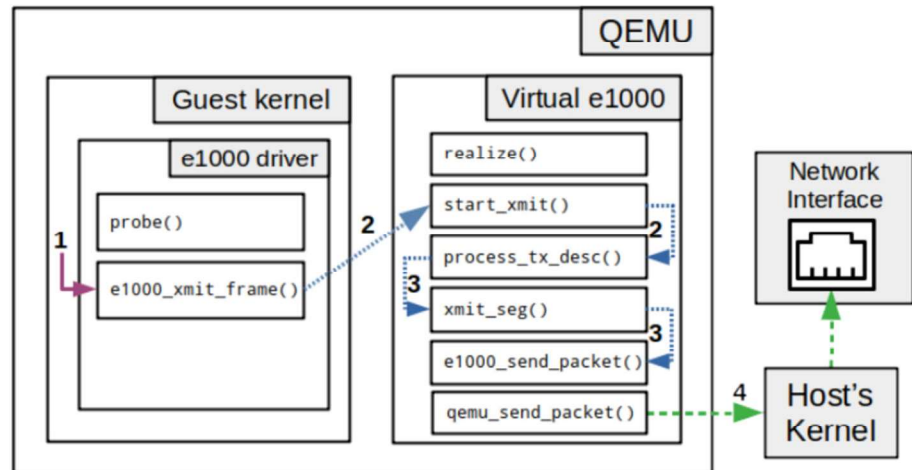 QEMU
Guest kernel
e1000 driver
probe()
1
e1000_xmit_frame()
2
Virtual e1000
realize()
start_xmit()
2
process_tx_desc()
3
xmit_seg()
3
e1000_send_packet()
qemu_send_packet()
4
Network
Interface
Host's
Kernel